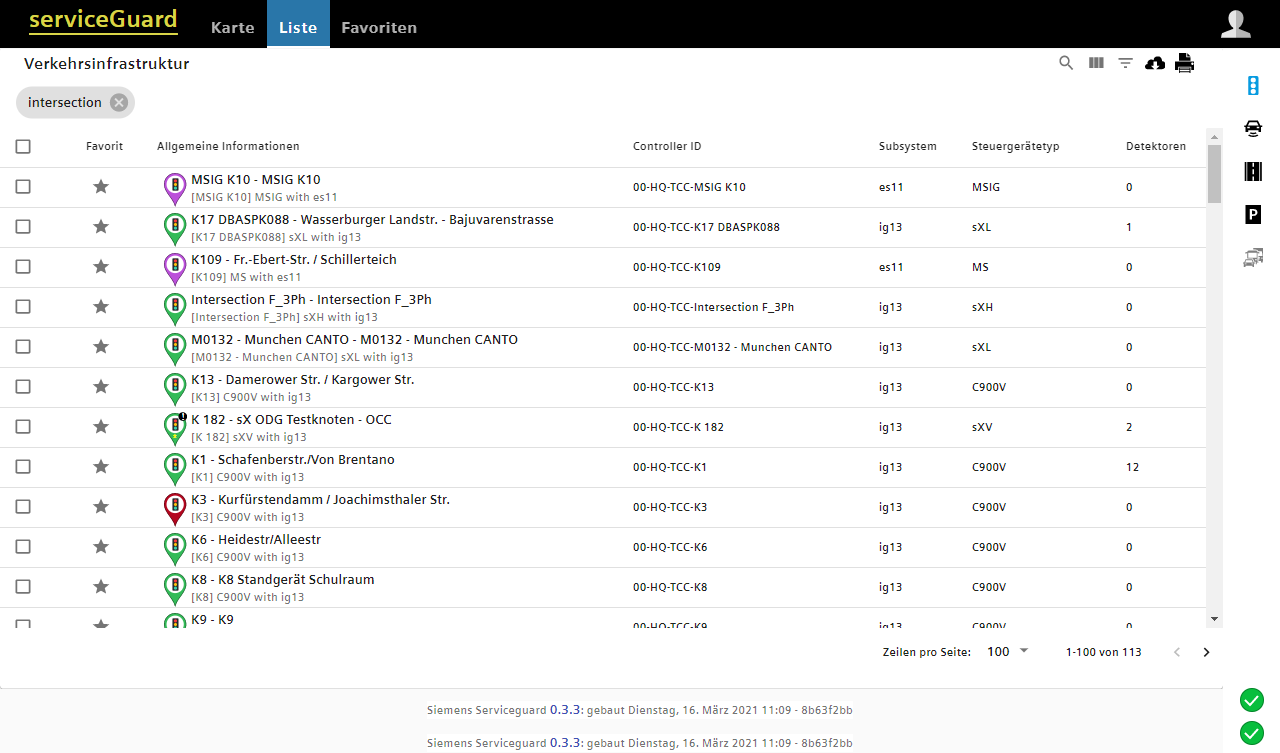 serviceGuard Karte Liste Favoriten
Verkehrsinfrastruktur
intersection
Favorit Allgemeine Informationen Controller ID Subsystem Steuergerätetyp Detektoren
MSIG K10 - MSIG K10
[MSIG K10] MSIG with es11 00-HQ-TCC-MSIG K10 es11 MSIG 0
K17 DBASPK088 - Wasserburger Landstr. - Bajuvarenstrasse
[K17 DBASPK088] sXL with ig13 00-HQ-TCC-K17 DBASPK088 ig13 sXL 1
K109 - Fr.-Ebert-Str. / Schillerteich
[K109] MS with es11 00-HQ-TCC-K109 es11 MS 0
Intersection F_3Ph - Intersection F_3Ph
[Intersection F_3Ph] sXH with ig13 00-HQ-TCC-Intersection F_3Ph ig13 sXH 0
M0132 - Munchen CANTO - M0132 - Munchen CANTO
[M0132 - Munchen CANTO] sXL with ig13 00-HQ-TCC-M0132 - Munchen CANTO ig13 sXL 0
K13 - Damerower Str. / Kargower Str.
[K13] C900V with ig13 00-HQ-TCC-K13 ig13 C900V 0
K 182 - sX ODG Testknoten - OCC
[K 182] sXV with ig13 00-HQ-TCC-K 182 ig13 sXV 2
K1 - Schafenberstr./Von Brentano
[K1] C900V with ig13 00-HQ-TCC-K1 ig13 C900V 12
K3 - Kurfürstendamm / Joachimsthaler Str.
[K3] C900V with ig13 00-HQ-TCC-K3 ig13 C900V 0
K6 - Heidestr/Alleestr
[K6] C900V with ig13 00-HQ-TCC-K6 ig13 C900V 0
K8 - K8 Standgerät Schulraum
[K8] C900V with ig13 00-HQ-TCC-K8 ig13 C900V 0
K9 - K9
00-HQ-TCC-K9 ig13 C900V 0
Zeilen pro Seite: 100 1-100 von 113
Siemens Serviceguard 0.3.3: gebaut Dienstag, 16. März 2021 11:09 - 8b63f2bb
Siemens Serviceguard 0.3.3: gebaut Dienstag, 16. März 2021 11:09 - 8b63f2bb